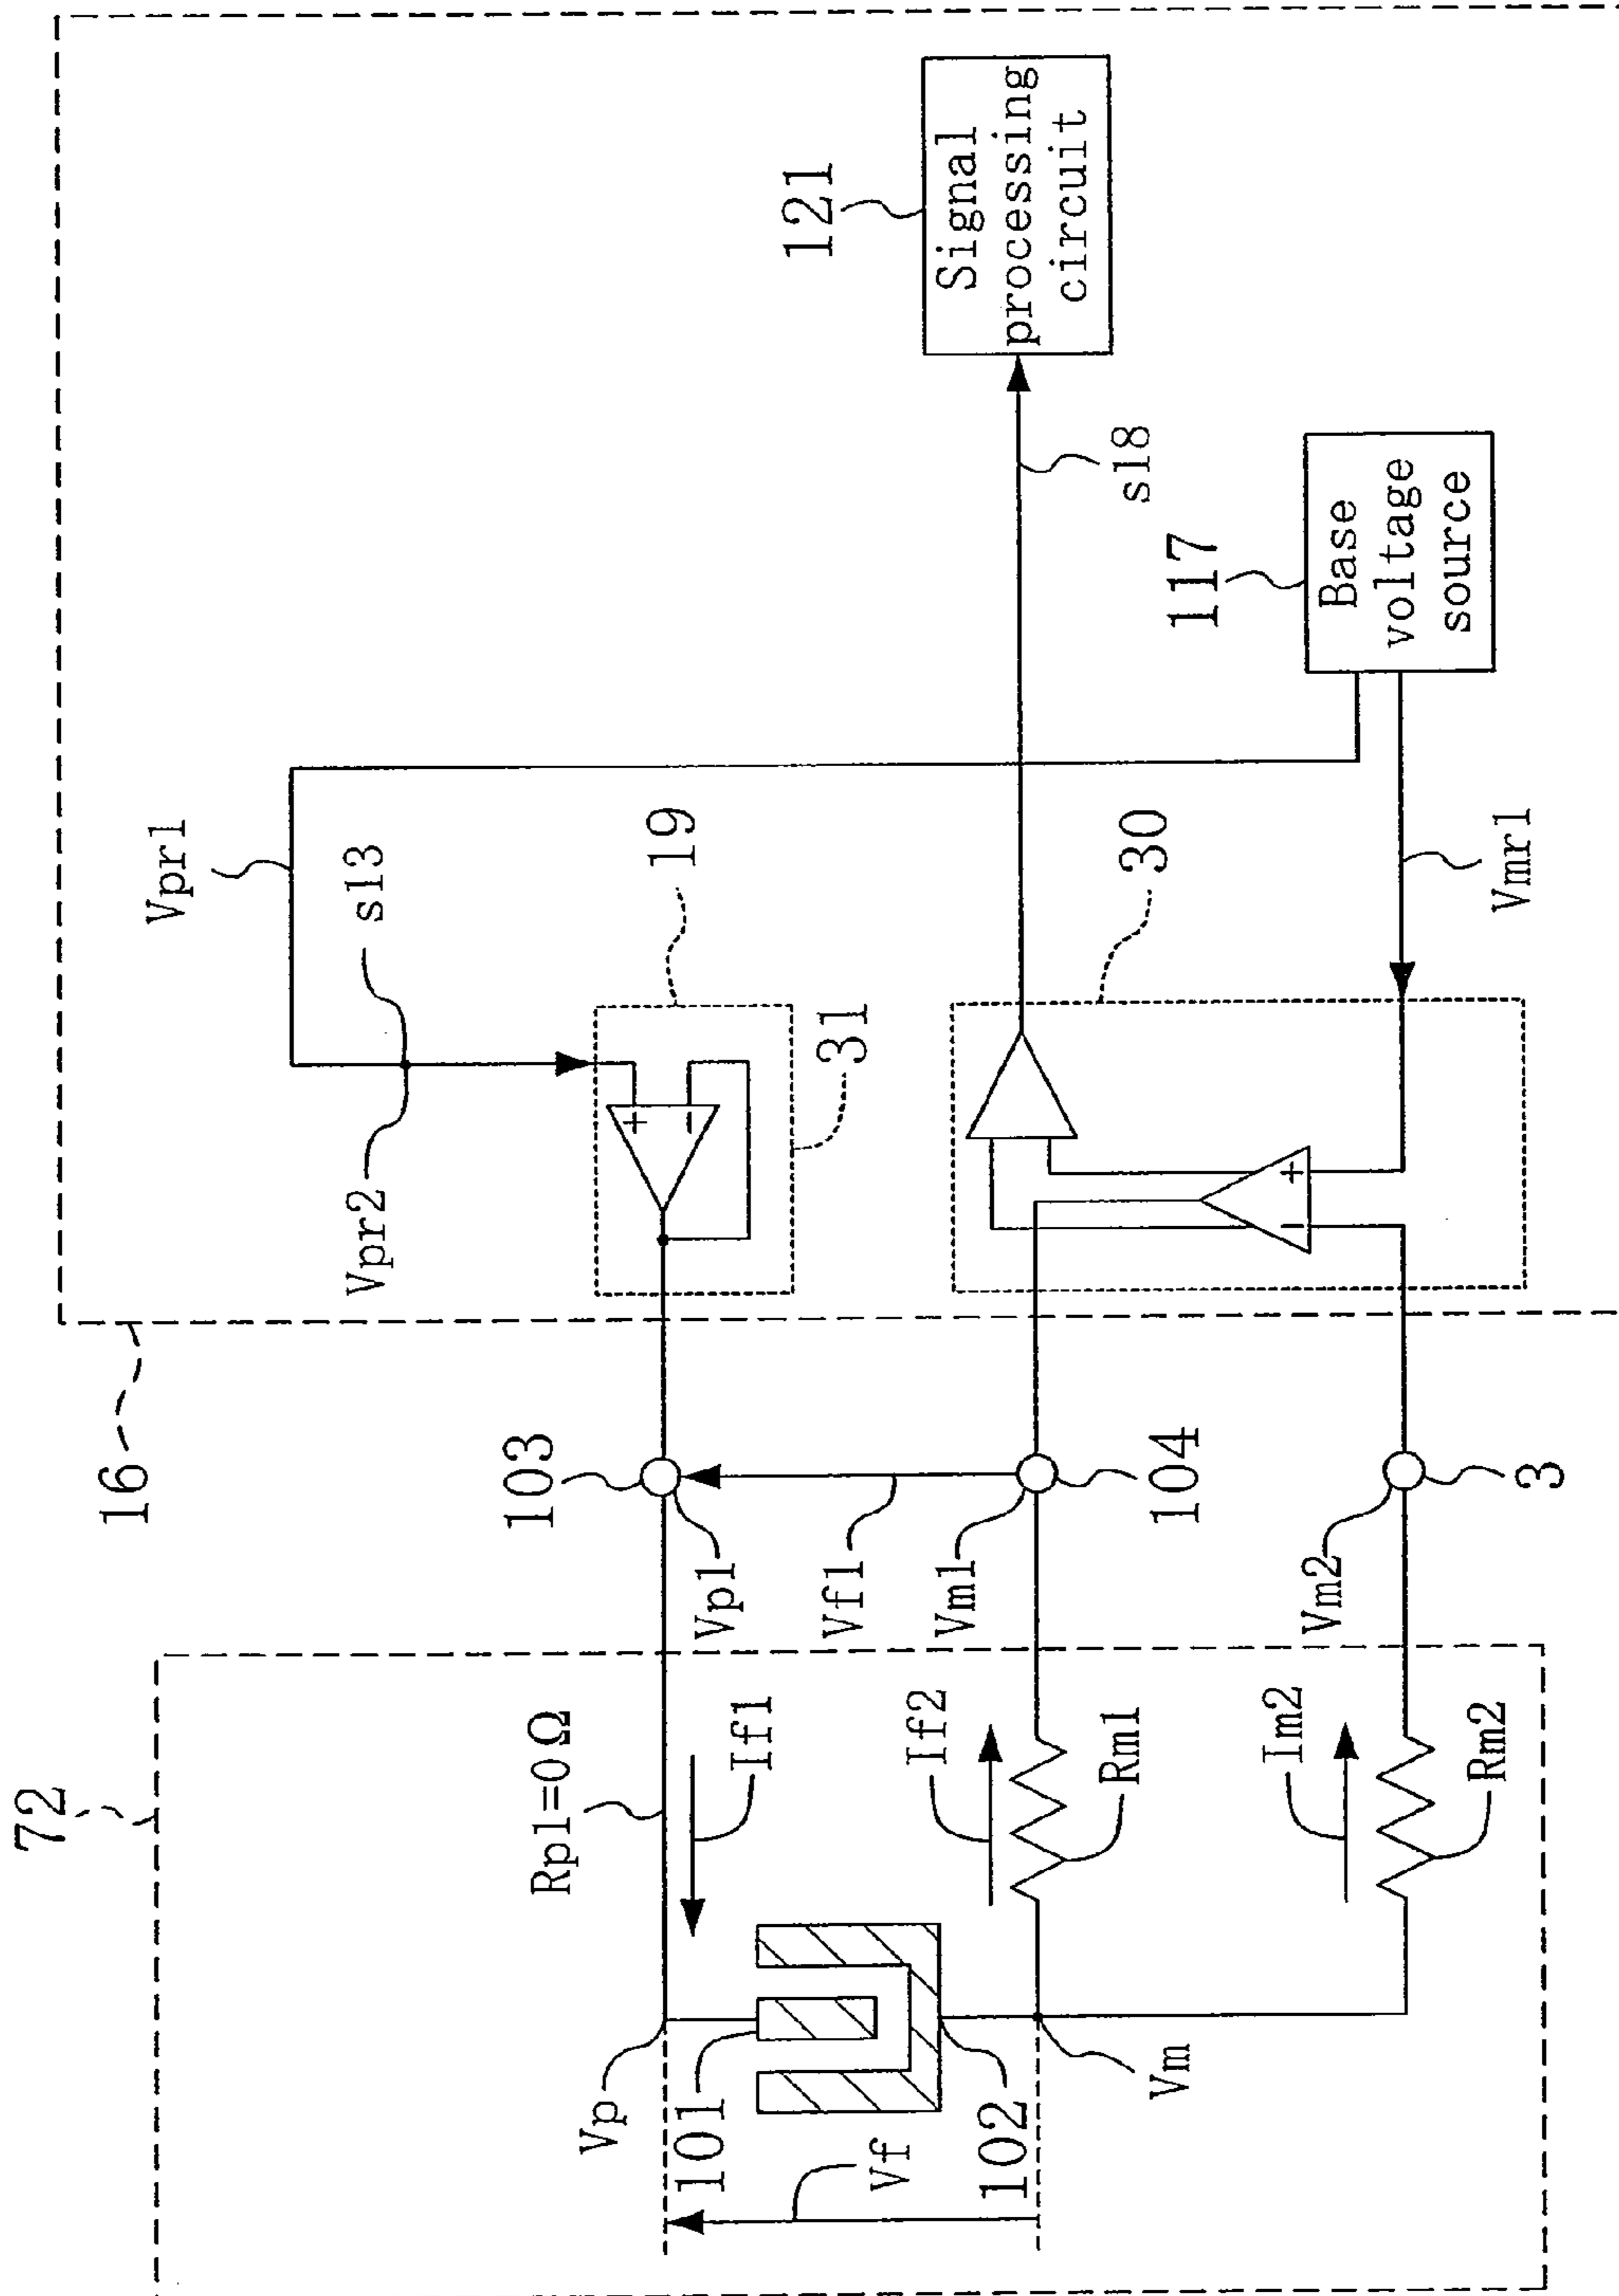 72
16
Rp1=0Ω
103
Vpr2
Vpr1
s13
19
31
Vp
101
If1
Vp1
Vf1
Vf
102
Vm
If2
Rm1
Vm1
104
Im2
Rm2
Vm2
3
+
−
−
+
30
Vmr1
117
Base
voltage
source
s18
121
Signal
processing
circuit